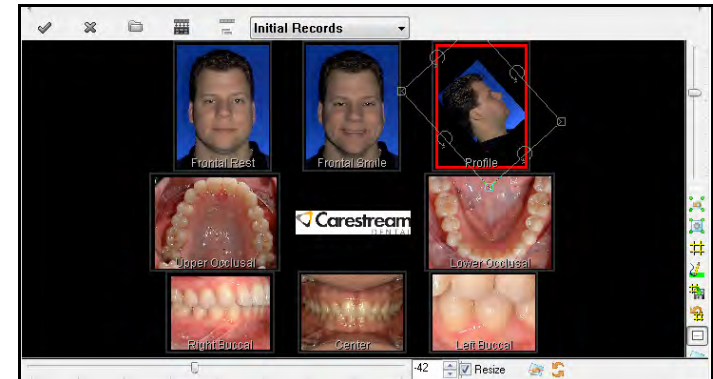 Initial Records
Frontal Rest
Frontal Smile
Profile
Upper Occlusal
Carestream
DENTAL
Lower Occlusal
Right Buccal
Center
Left Buccal
-42
Resize